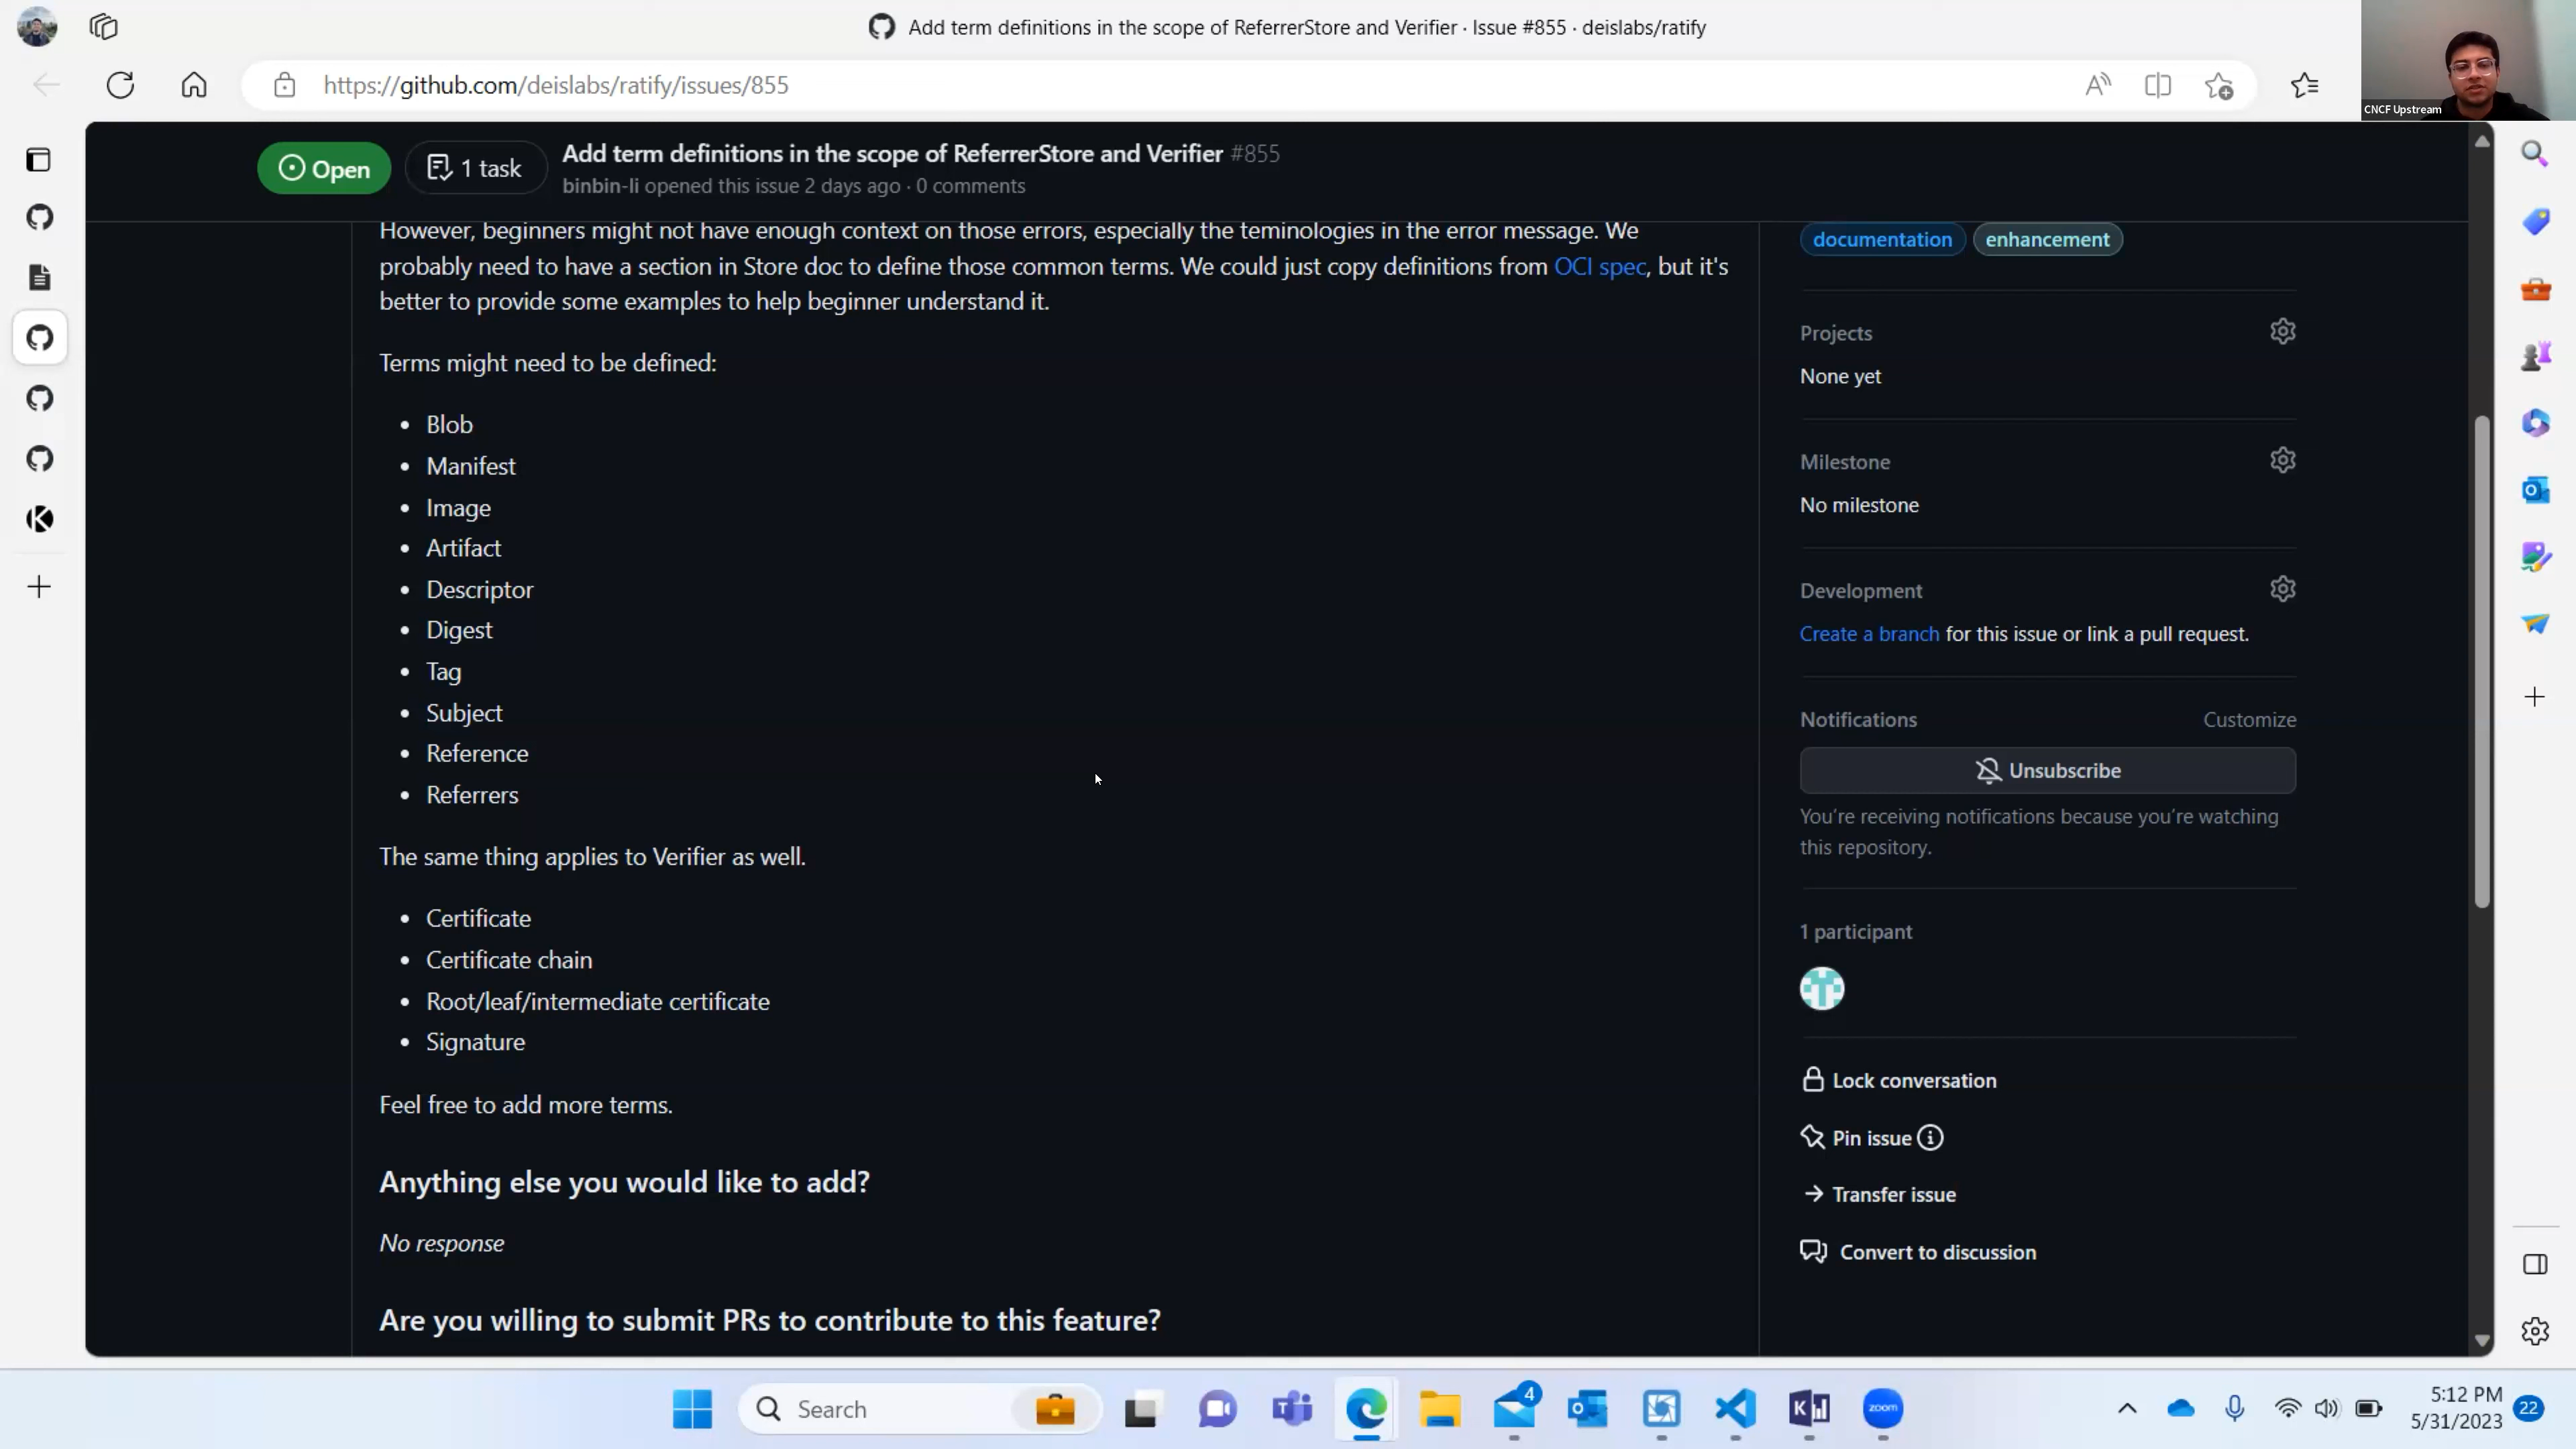 Add term definitions in the scope of ReferrerStore and Verifier · Issue #855 · deislabs/ratify
https://github.com/deislabs/ratify/issues/855
CNCF Upstream
Open
1 task
Add term definitions in the scope of ReferrerStore and Verifier #855
binbin-li opened this issue 2 days ago · 0 comments
However, beginners might not have enough context on those errors, especially the teminologies in the error message. We
probably need to have a section in Store doc to define those common terms. We could just copy definitions from OCI spec, but it's
better to provide some examples to help beginner understand it.
Terms might need to be defined:
• Blob
• Manifest
• Image
• Artifact
• Descriptor
• Digest
• Tag
• Subject
• Reference
• Referrers
The same thing applies to Verifier as well.
• Certificate
• Certificate chain
• Root/leaf/intermediate certificate
• Signature
Feel free to add more terms.
Anything else you would like to add?
No response
Are you willing to submit PRs to contribute to this feature?
documentation enhancement
Projects
None yet
Milestone
No milestone
Development
Create a branch for this issue or link a pull request.
Notifications Customize
Unsubscribe
You're receiving notifications because you're watching
this repository.
1 participant
Lock conversation
Pin issue
Transfer issue
Convert to discussion
Search
4
zoom
5:12 PM
5/31/2023
22